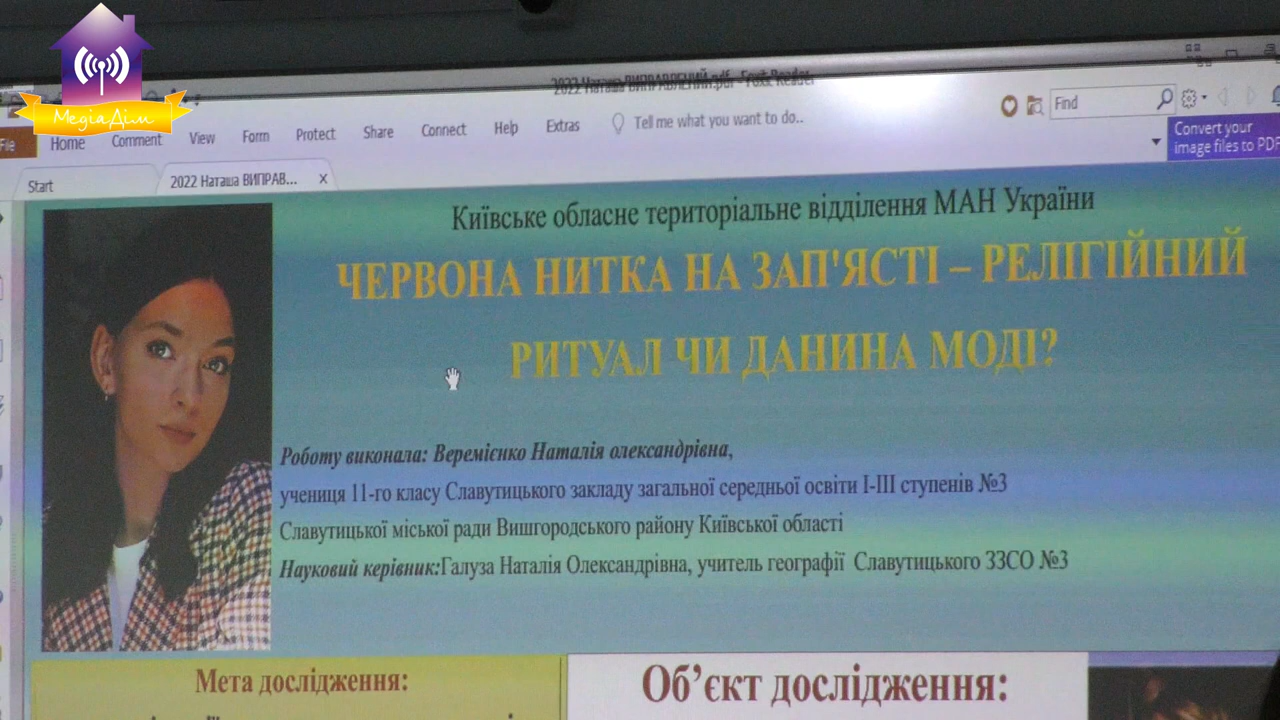 МедіаДім
2022 Наташа ВИПРАВЛЕНИЙ.pdf - Foxit Reader
File Home Comment View Form Protect Share Connect Help Extras Tell me what you want to do.. Find
Convert your
image files to PDF
Start 2022 Наташа ВИПРАВ... X
Київське обласне територіальне відділення МАН України
ЧЕРВОНА НИТКА НА ЗАП'ЯСТІ – РЕЛІГІЙНИЙ
РИТУАЛ ЧИ ДАНИНА МОДІ?
Роботу виконала: Веремієнко Наталія олександрівна,
учениця 11-го класу Славутицького закладу загальної середньої освіти І-ІІІ ступенів №3
Славутицької міської ради Вишгородського району Київської області
Науковий керівник:Галуза Наталія Олександрівна, учитель географії Славутицького ЗЗСО №3
Мета дослідження:
Об’єкт дослідження: